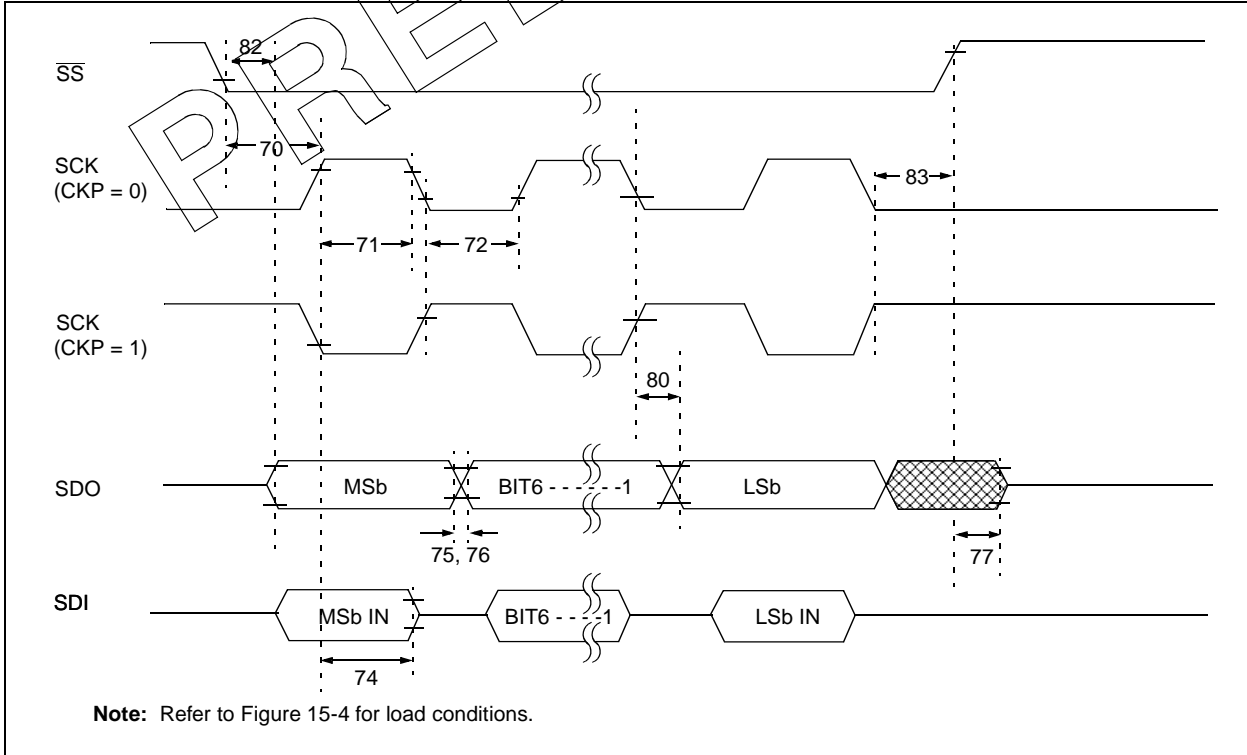 PRE
82
SS
70
SCK
(CKP = 0)
83
71
72
SCK
(CKP = 1)
80
SDO
MSb
BIT6 - - - - - -1
LSb
75, 76
77
SDI
MSb IN
BIT6 - - - -1
LSb IN
74
Note: Refer to Figure 15-4 for load conditions.